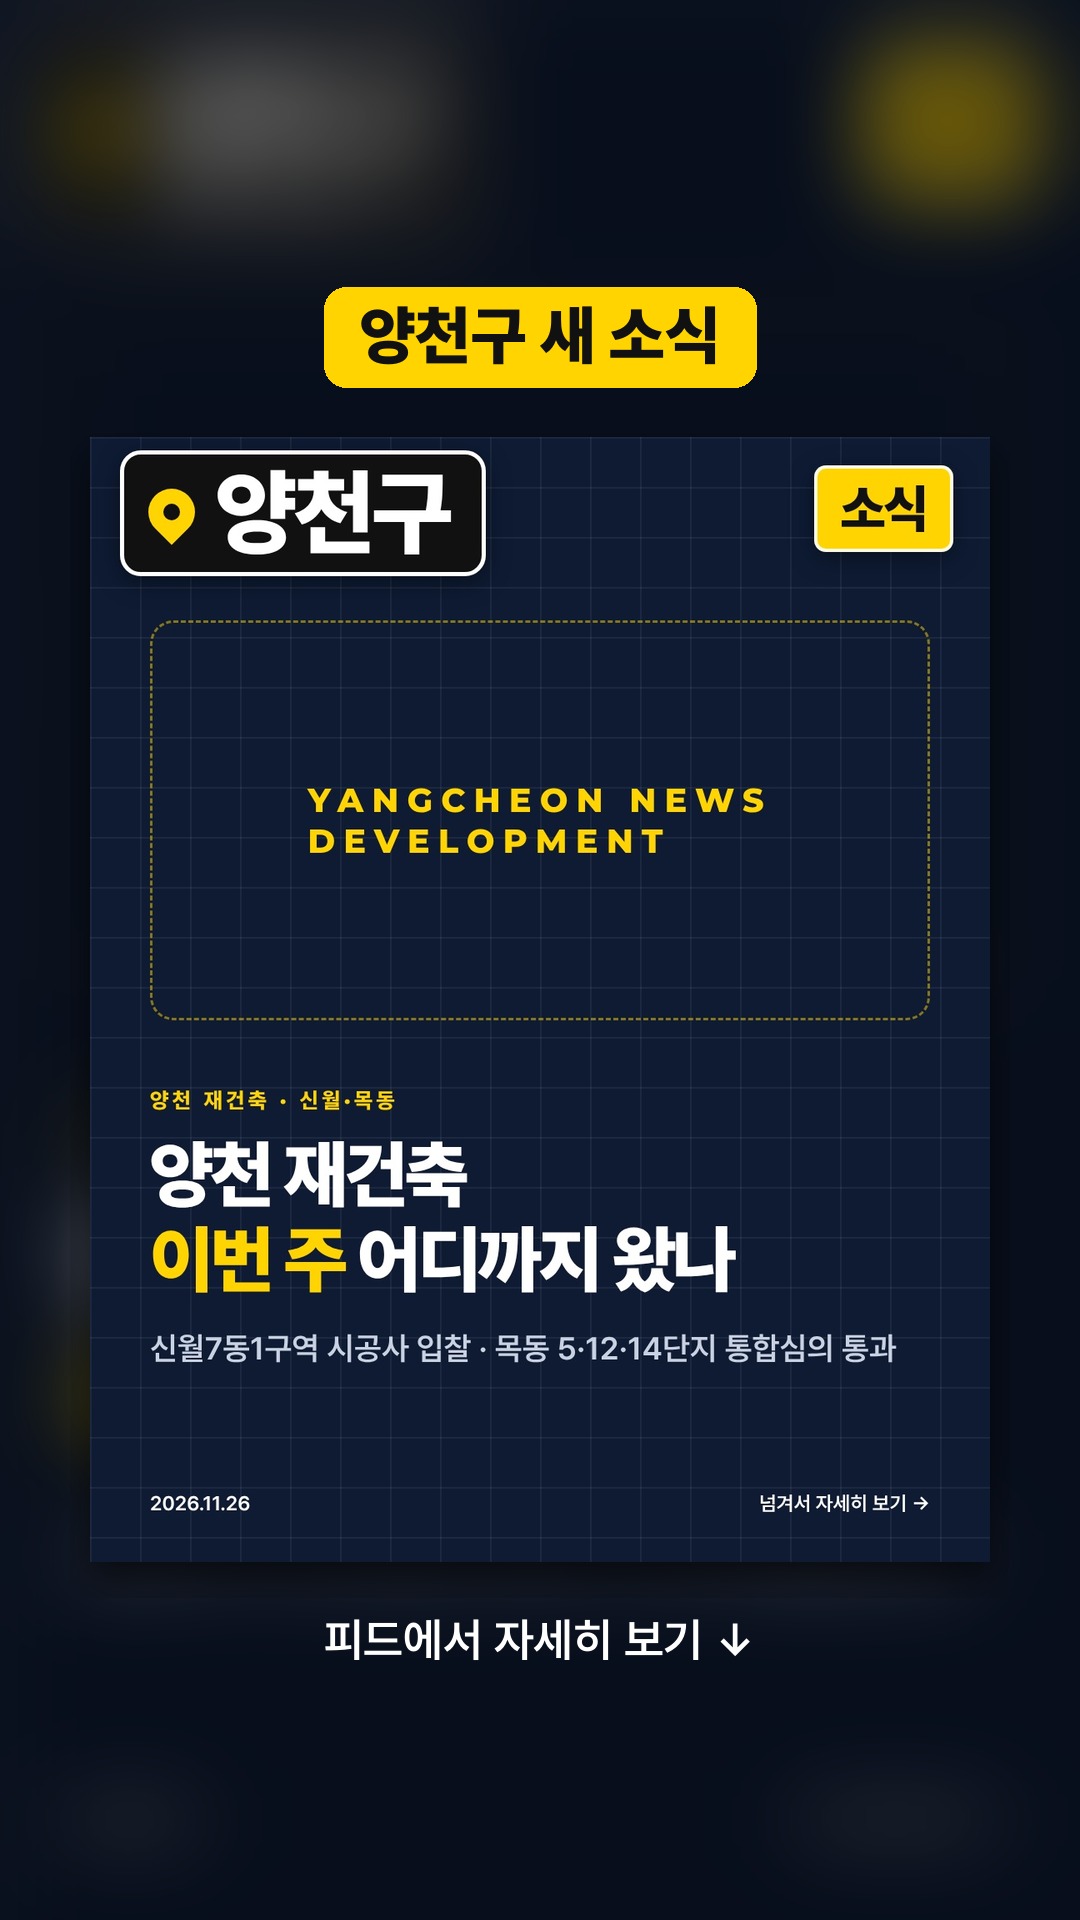 양천구 새 소식
양천구
소식
YANGCHEON NEWS
DEVELOPMENT
양천 재건축 · 신월·목동
양천 재건축
이번 주 어디까지 왔나
신월7동1구역 시공사 입찰 · 목동 5·12·14단지 통합심의 통과
2026.11.26
넘겨서 자세히 보기 →
피드에서 자세히 보기 ↓